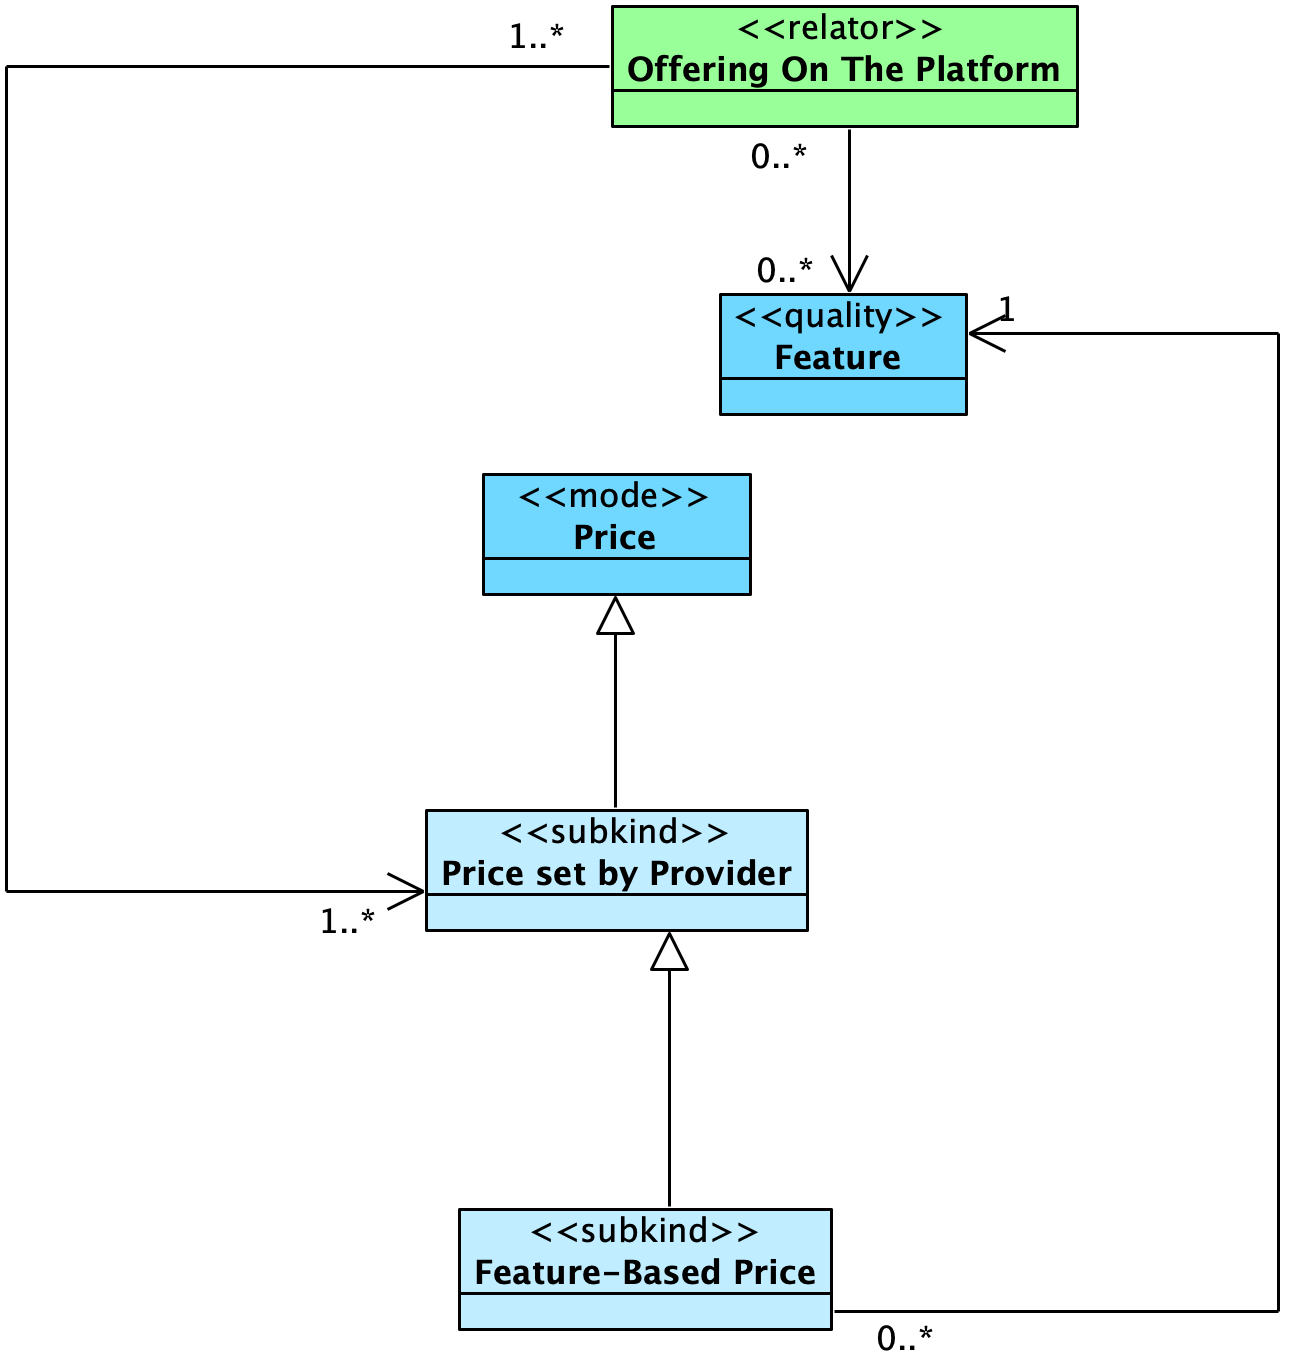 1..*
<<relator>>
Offering On The Platform
0..*
0..*
<<quality>>
Feature
1
<<mode>>
Price
<<subkind>>
Price set by Provider
1..*
<<subkind>>
Feature-Based Price
0..*